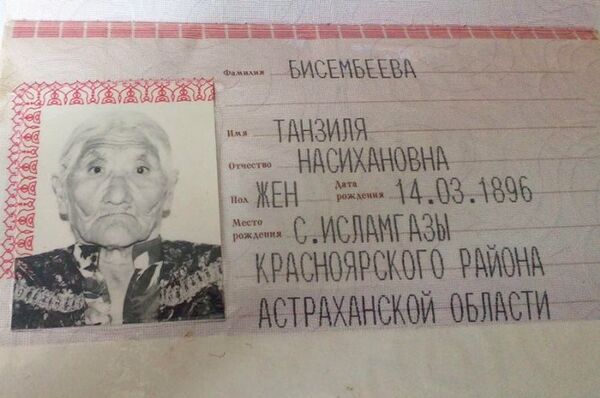 Фамилия БИСЕМБЕЕВА
Имя ТАНЗИЛЯ
Отчество НАСИХАНОВНА
Пол ЖЕН Дата рождения 14.03.1896
Место рождения С.ИСЛАМГАЗЫ
КРАСНОЯРСКОГО РАЙОНА
АСТРАХАНСКОЙ ОБЛАСТИ